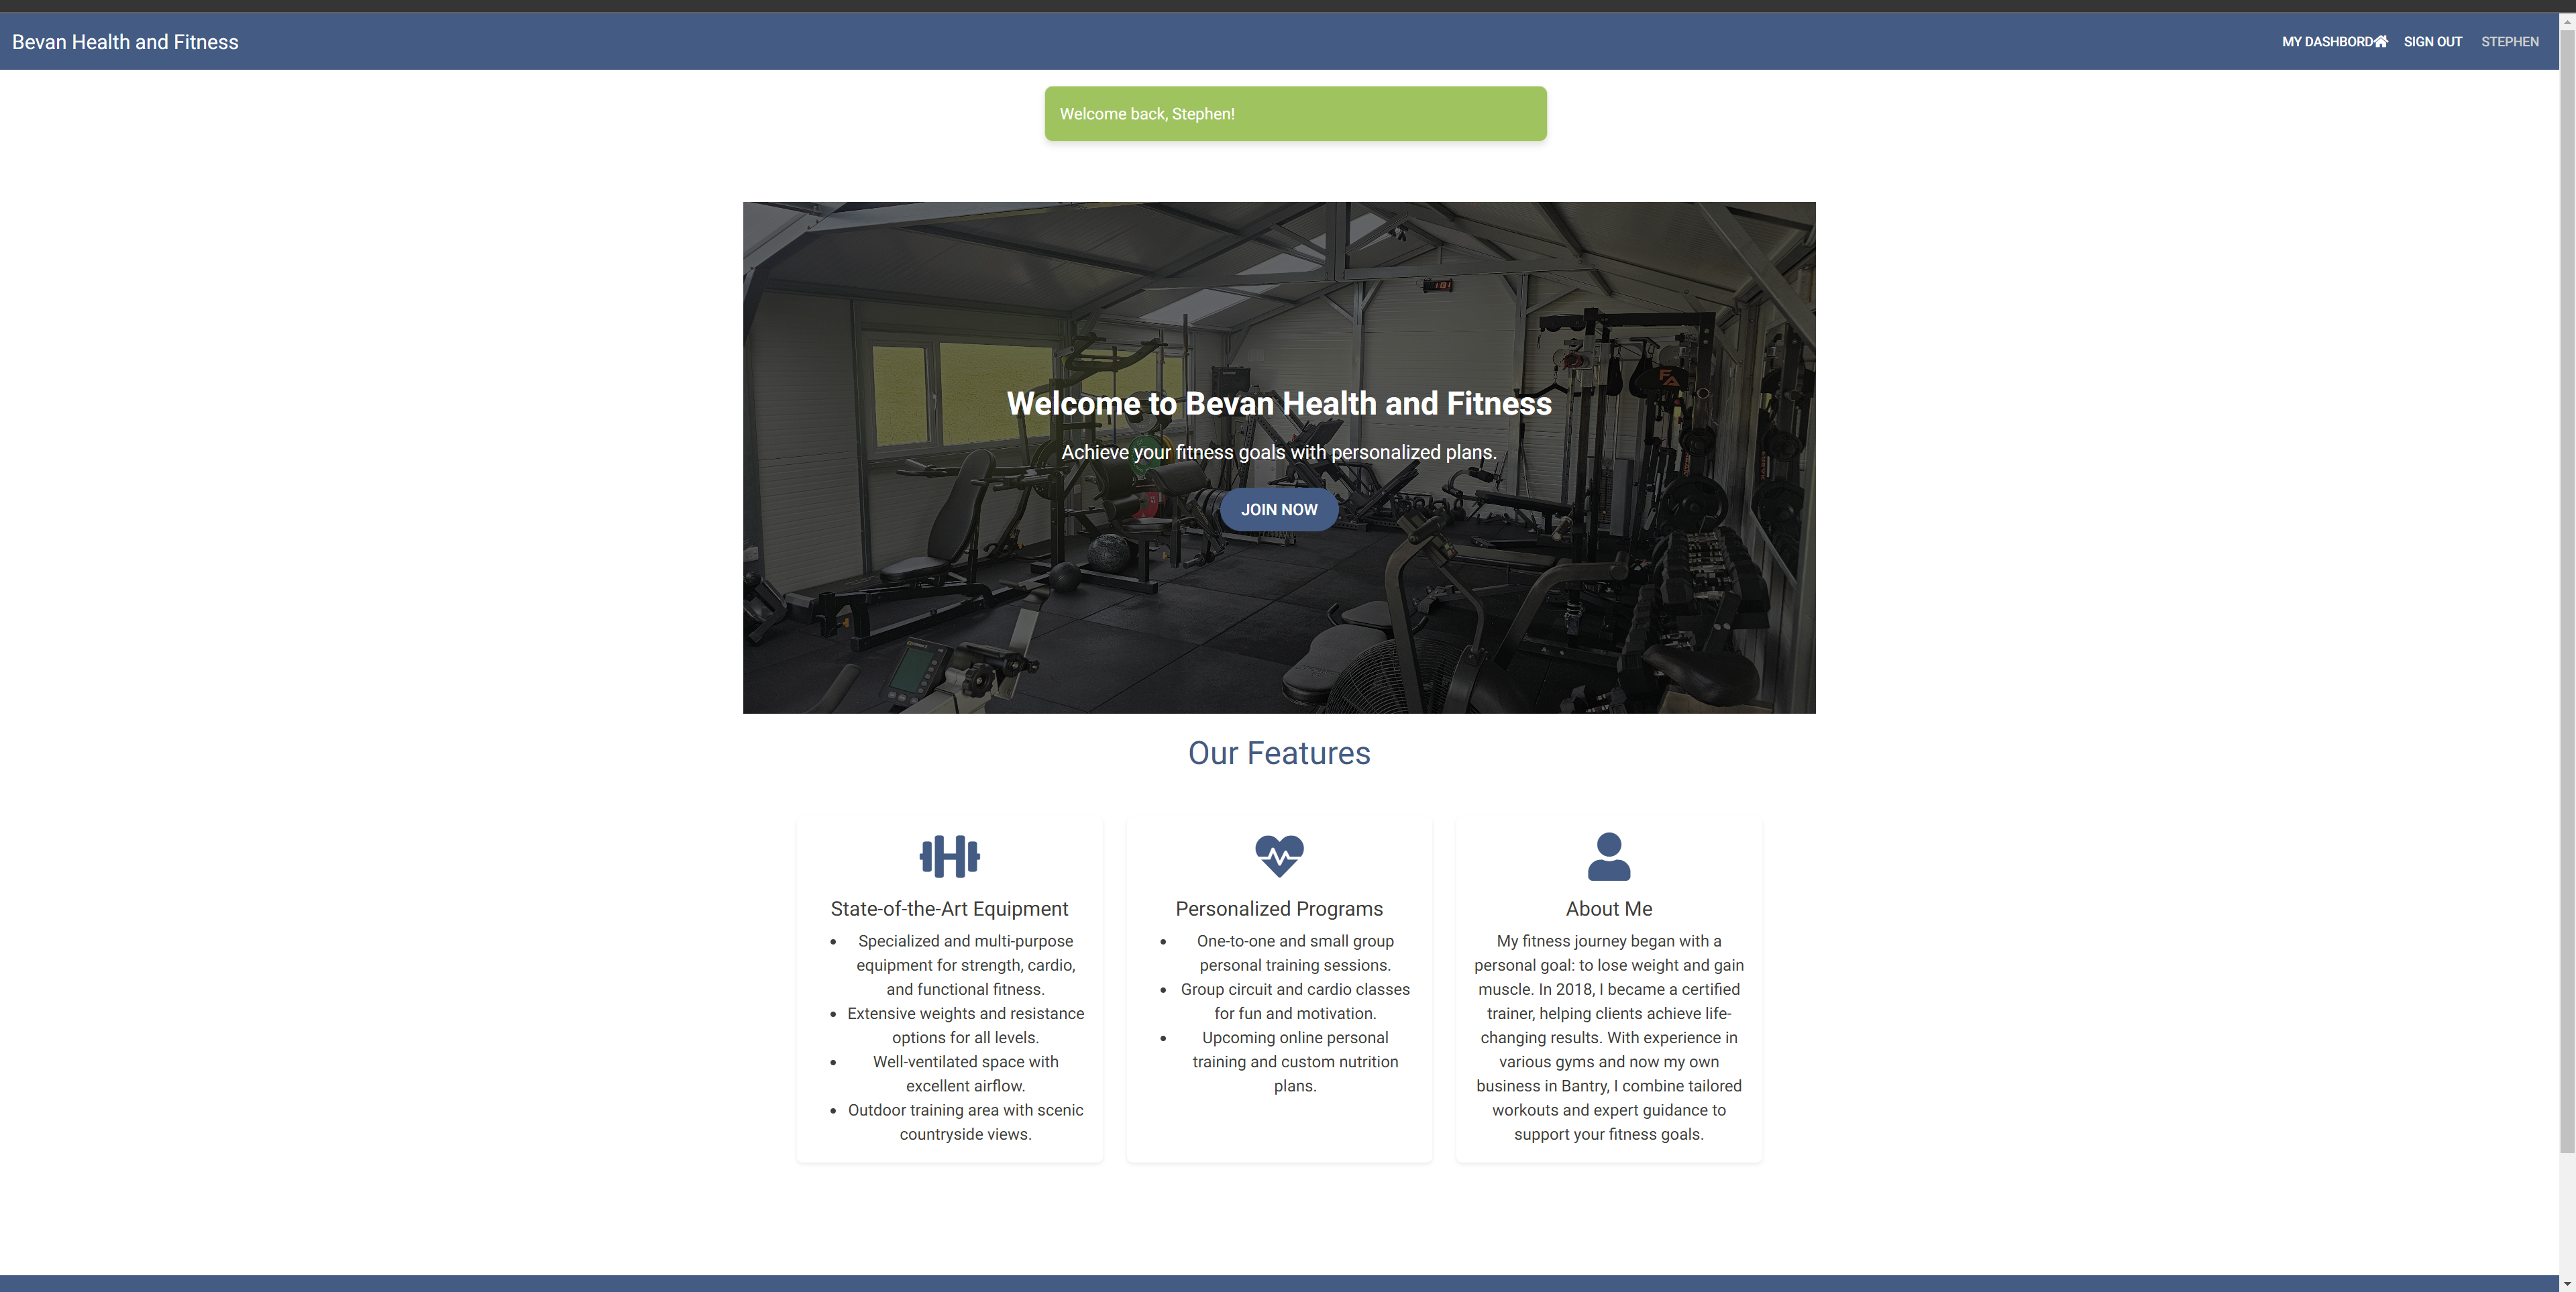 Bevan Health and Fitness
MY DASHBORD
SIGN OUT
STEPHEN
Welcome back, Stephen!
Welcome to Bevan Health and Fitness
Achieve your fitness goals with personalized plans.
JOIN NOW
Our Features
State-of-the-Art Equipment
• Specialized and multi-purpose
equipment for strength, cardio,
and functional fitness.
• Extensive weights and resistance
options for all levels.
• Well-ventilated space with
excellent airflow.
• Outdoor training area with scenic
countryside views.
Personalized Programs
• One-to-one and small group
personal training sessions.
• Group circuit and cardio classes
for fun and motivation.
• Upcoming online personal
training and custom nutrition
plans.
About Me
My fitness journey began with a
personal goal: to lose weight and gain
muscle. In 2018, I became a certified
trainer, helping clients achieve life-
changing results. With experience in
various gyms and now my own
business in Bantry, I combine tailored
workouts and expert guidance to
support your fitness goals.